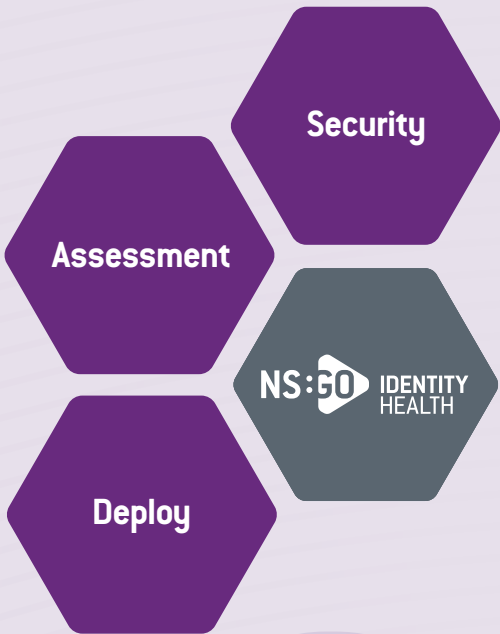 Security
Assessment
NS:GO IDENTITY
HEALTH
Deploy